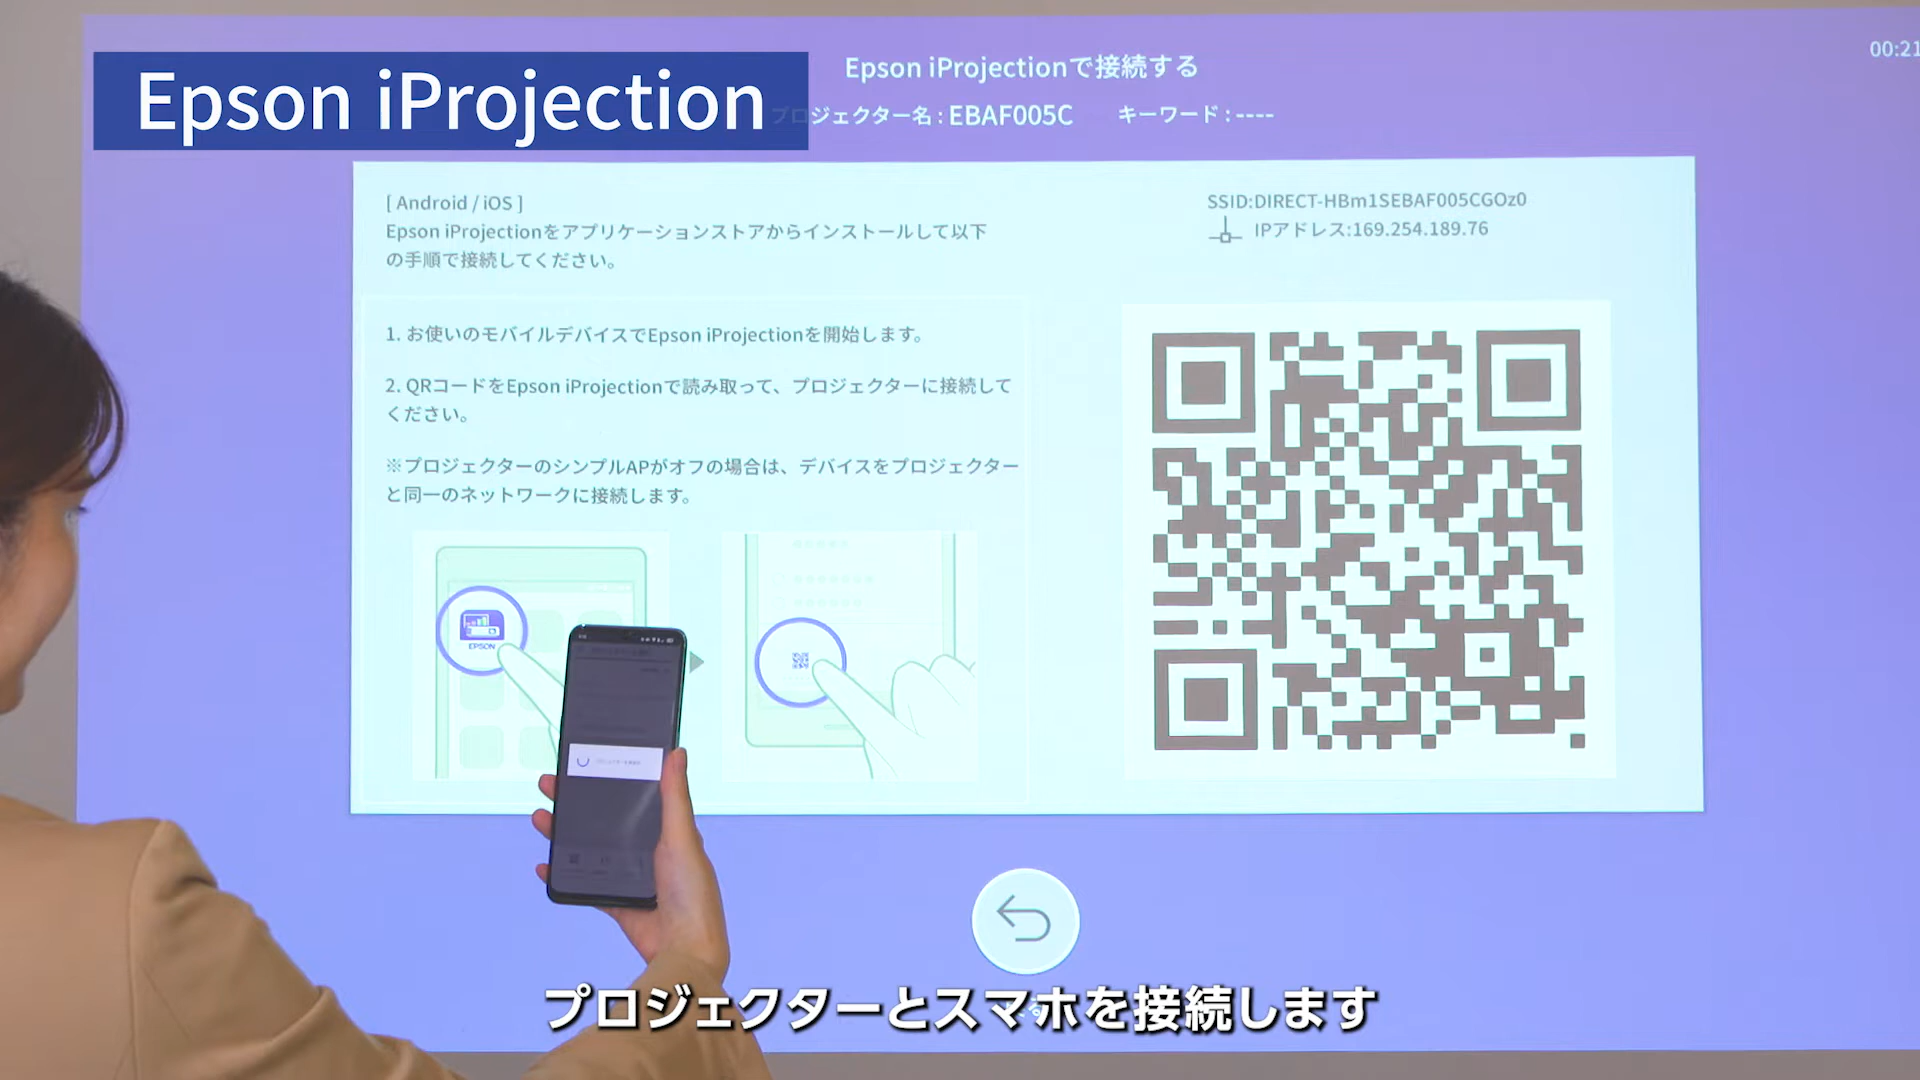 Epson iProjection
Epson iProjectionで接続する
00:21
プロジェクター名 : EBAF005C キーワード : ----
[ Android / iOS ]
Epson iProjectionをアプリケーションストアからインストールして以下
の手順で接続してください。
SSID:DIRECT-HBm1SEBAF005CGOz0
IPアドレス:169.254.189.76
1. お使いのモバイルデバイスでEpson iProjectionを開始します。
2. QRコードをEpson iProjectionで読み取って、プロジェクターに接続して
ください。
※プロジェクターのシンプルAPがオフの場合は、デバイスをプロジェクター
と同一のネットワークに接続します。
EPSON
プロジェクターとスマホを接続します